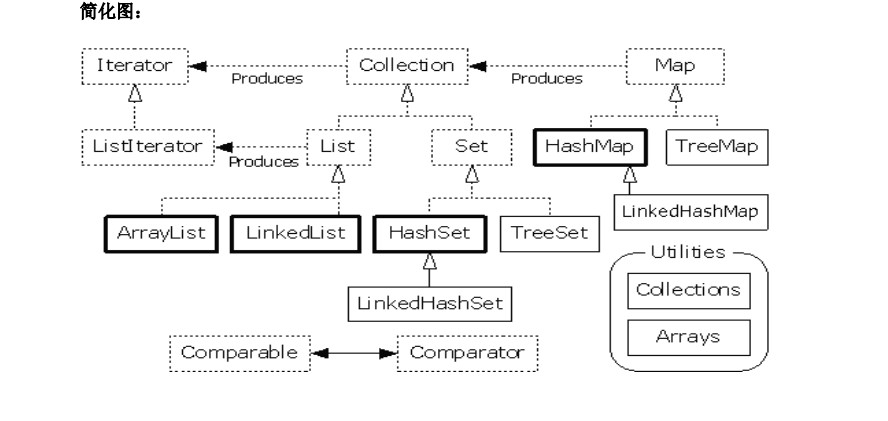 简化图：
Iterator
Produces
Collection
Produces
Map
ListIterator
Produces
List
Set
HashMap
TreeMap
ArrayList
LinkedList
HashSet
TreeSet
LinkedHashMap
Utilities
Collections
Arrays
LinkedHashSet
Comparable
Comparator